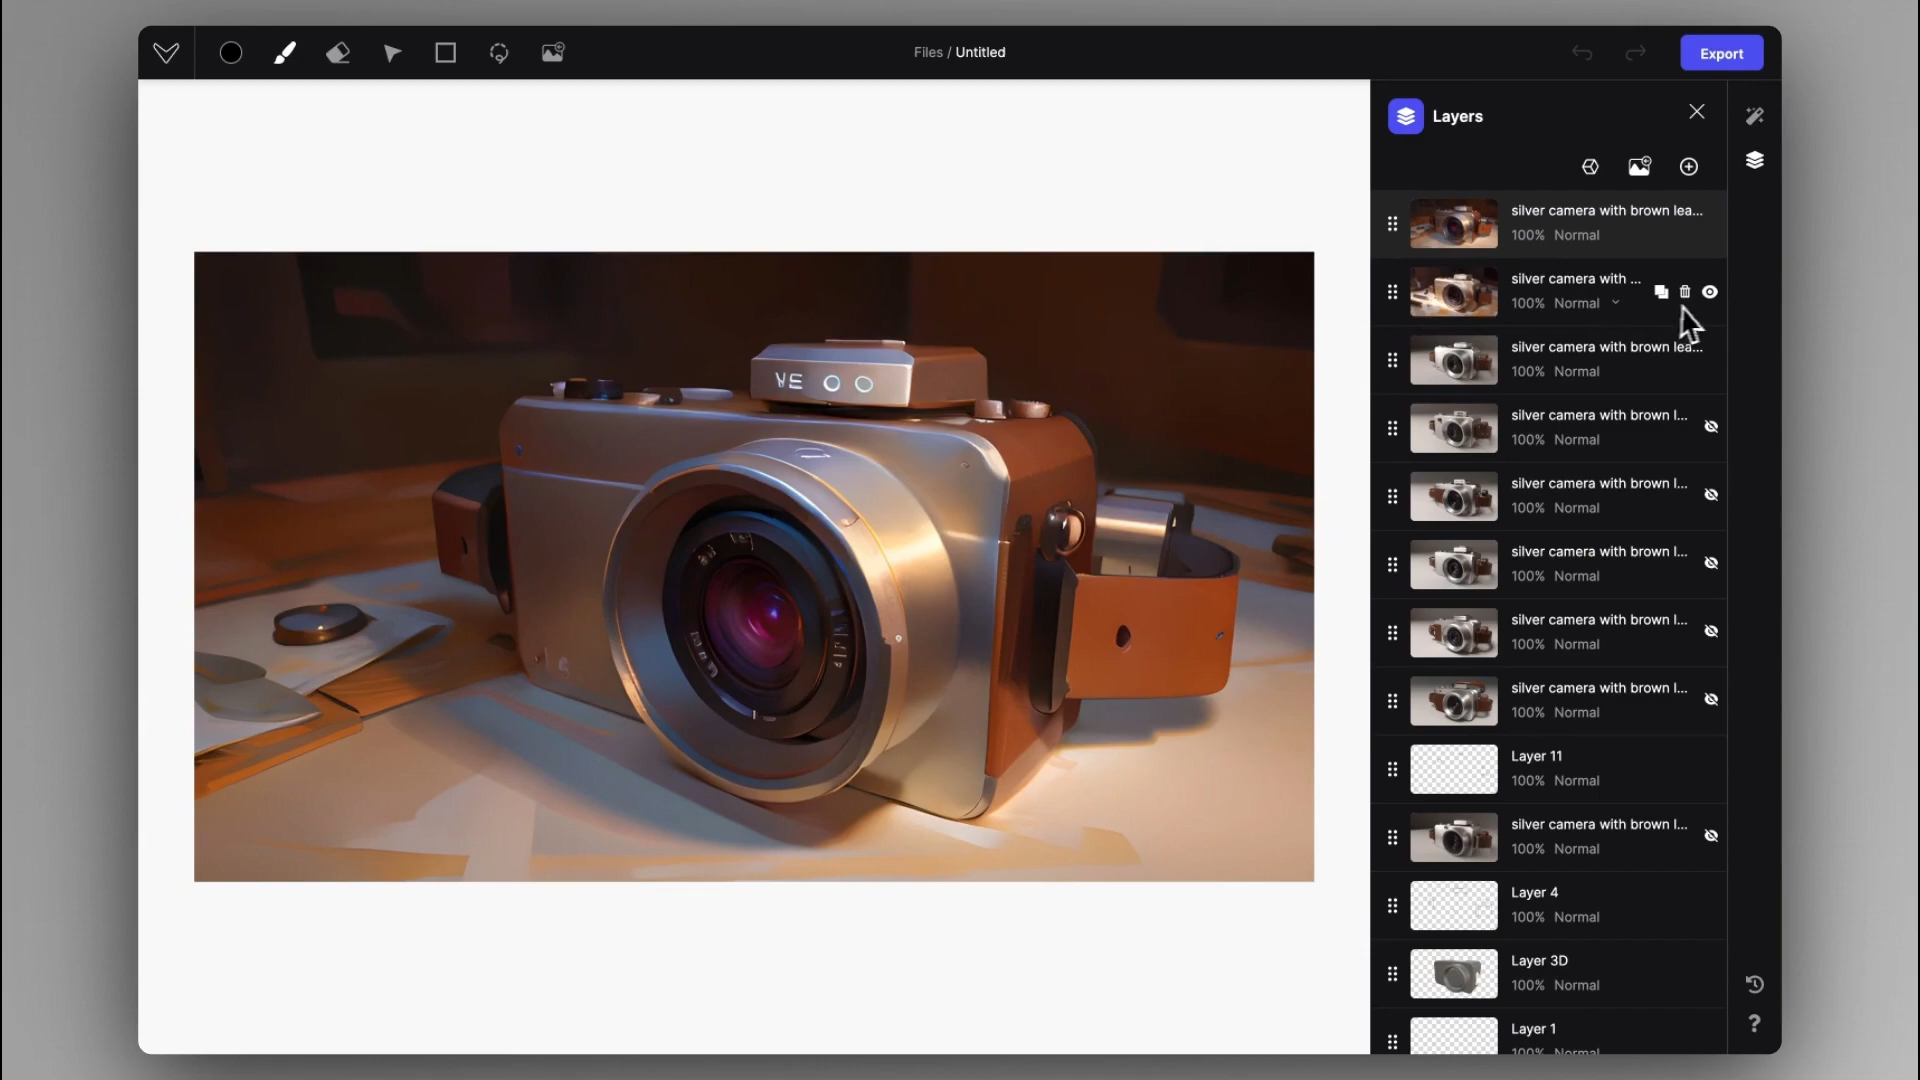 Files / Untitled
Export
Layers
silver camera with brown lea...
100% Normal
silver camera with ...
100% Normal
silver camera with brown lea...
100% Normal
silver camera with brown l...
100% Normal
silver camera with brown l...
100% Normal
silver camera with brown l...
100% Normal
silver camera with brown l...
100% Normal
silver camera with brown l...
100% Normal
Layer 11
100% Normal
silver camera with brown l...
100% Normal
Layer 4
100% Normal
Layer 3D
100% Normal
Layer 1
100% Normal